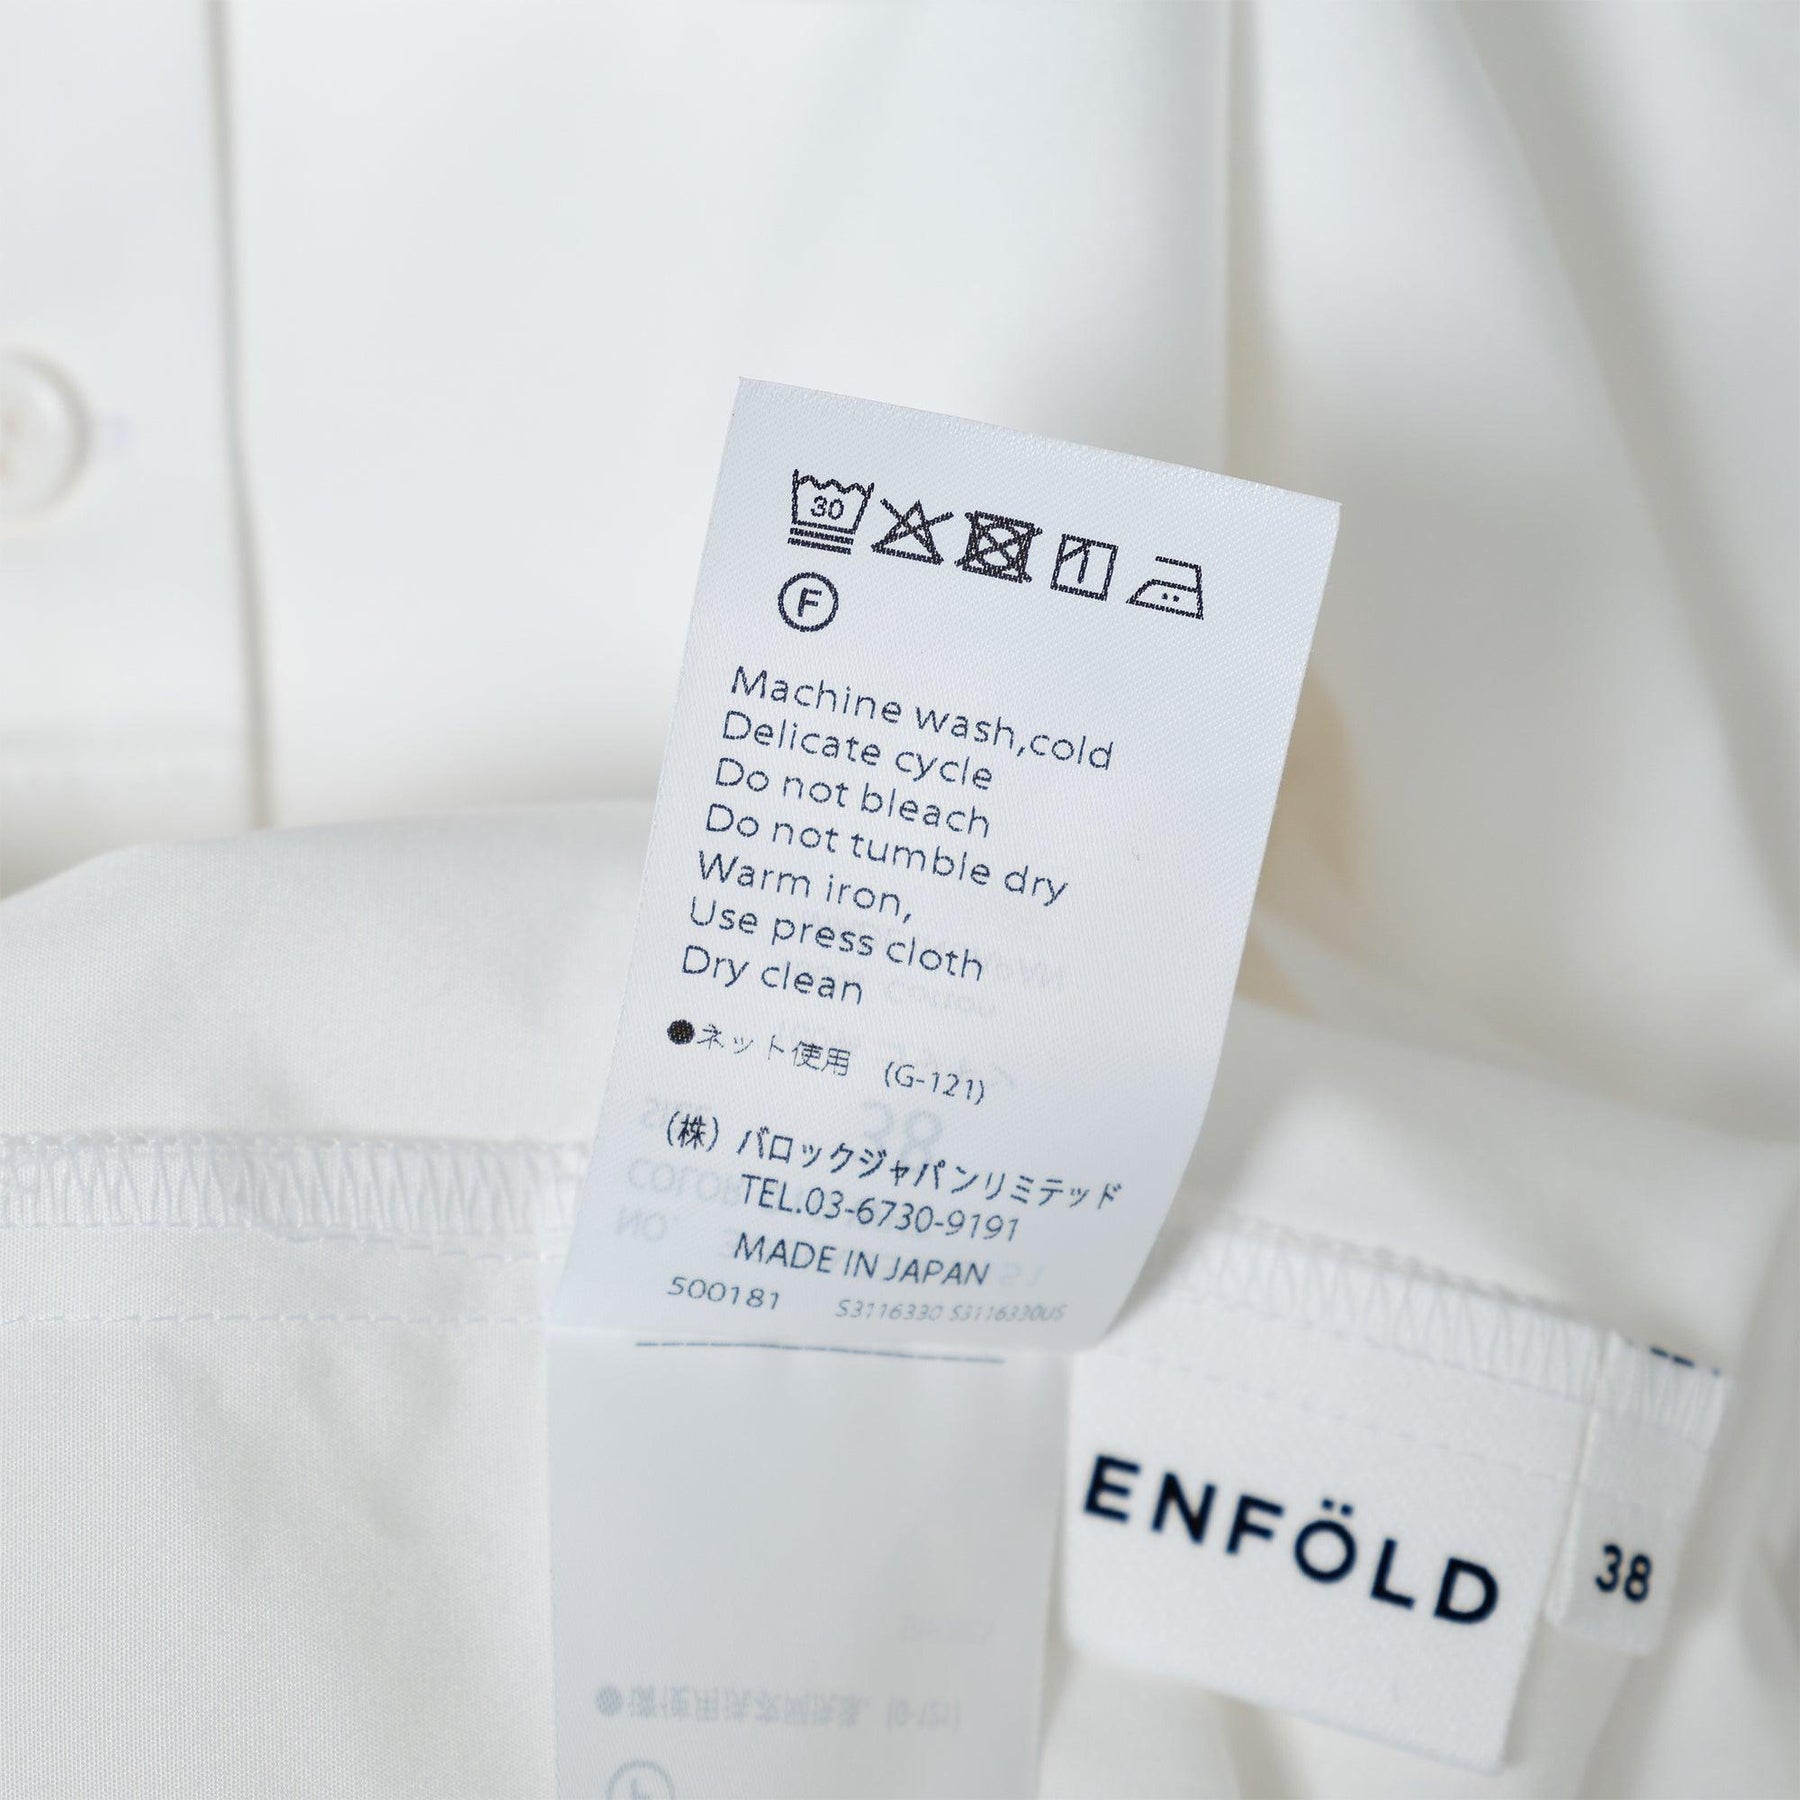 30
F
Machine wash,cold
Delicate cycle
Do not bleach
Do not tumble dry
Warm iron,
Use press cloth
Dry clean
●ネット使用 (G-121)
(株) バロックジャパンリミテッド
TEL.03-6730-9191
MADE IN JAPAN
500181 S3116330 S3116330US
ENFÖLD
38